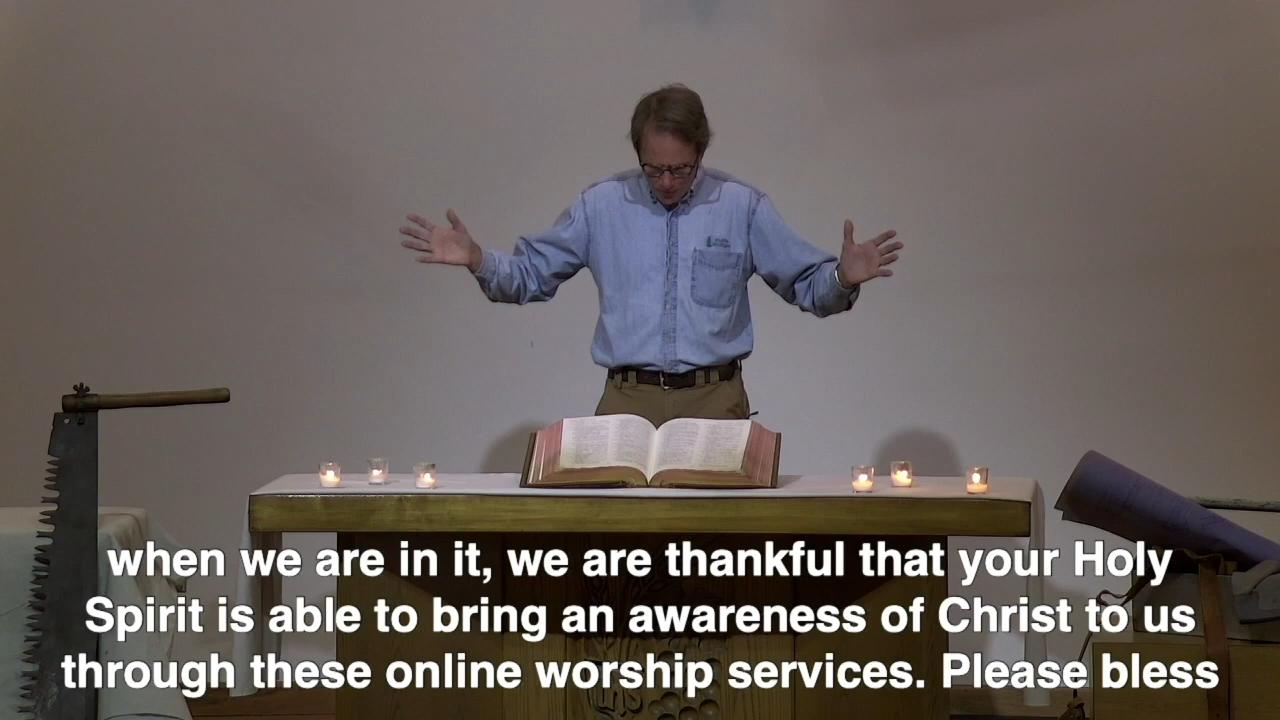 when we are in it, we are thankful that your Holy
Spirit is able to bring an awareness of Christ to us
through these online worship services. Please bless